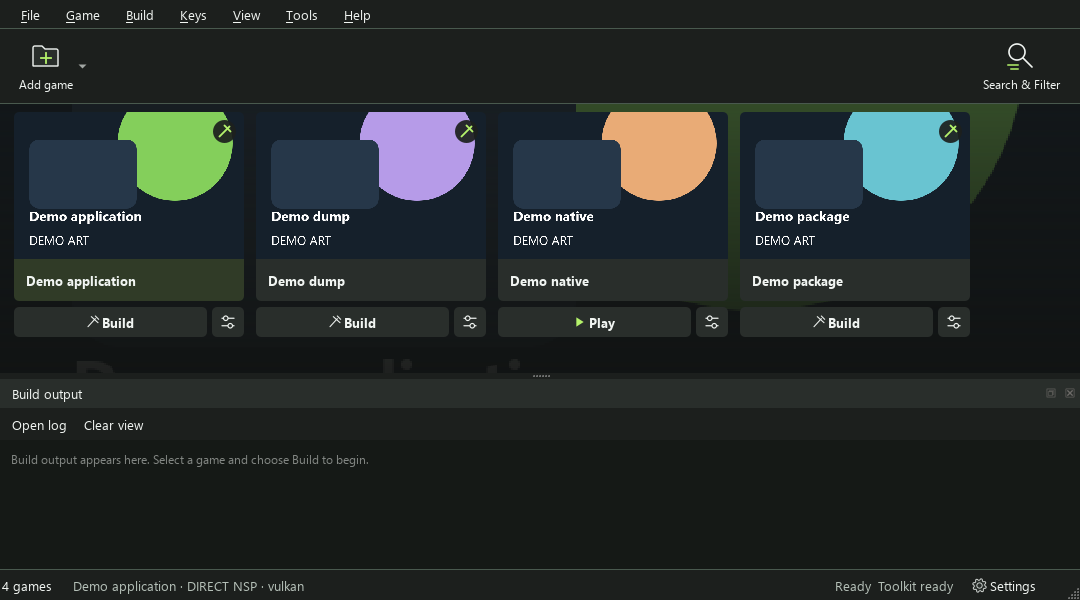 File Game Build Keys View Tools Help
Add game
Search & Filter
Demo application
DEMO ART
Demo application
Build
Demo dump
DEMO ART
Demo dump
Build
Demo native
DEMO ART
Demo native
Play
Demo package
DEMO ART
Demo package
Build
Build output
Open log Clear view
Build output appears here. Select a game and choose Build to begin.
4 games Demo application · DIRECT NSP · vulkan Ready Toolkit ready Settings